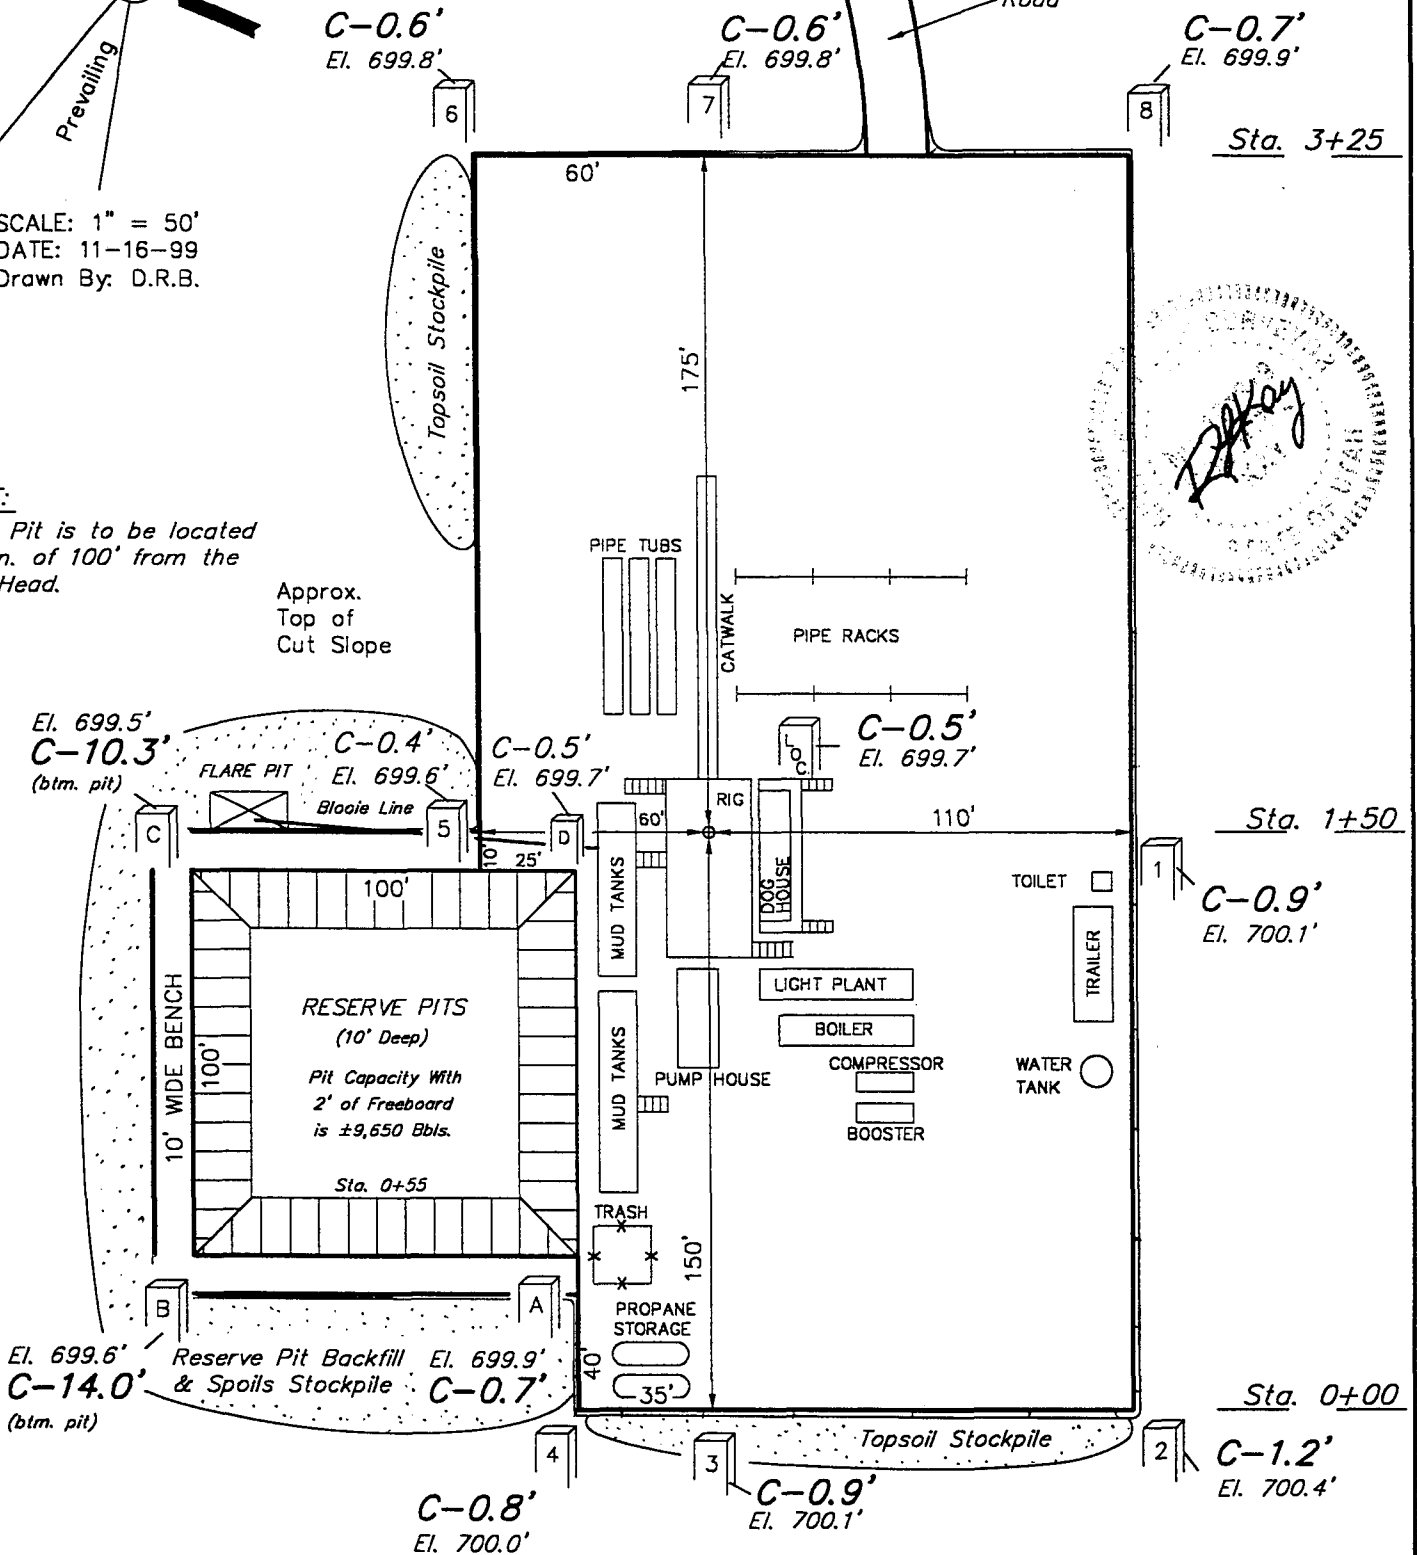 Road
C-0.6'
El. 699.8'
C-0.6'
El. 699.8'
C-0.7'
El. 699.9'
Prevailing
6
7
8
Sta. 3+25
60'
SCALE: 1" = 50'
DATE: 11-16-99
Drawn By: D.R.B.
Topsoil Stockpile
175'
SURVEYOR
STATE OF UTAH
Pit is to be located
n. of 100' from the
Head.
Approx.
Top of
Cut Slope
PIPE TUBS
CATWALK
PIPE RACKS
El. 699.5'
C-10.3'
(btm. pit)
FLARE PIT
Blooie Line
C-0.4'
El. 699.6'
C-0.5'
El. 699.7'
LOC.
C-0.5'
El. 699.7'
C
5
D
RIG
60'
110'
Sta. 1+50
10'
25'
1
100'
MUD TANKS
DOG HOUSE
TOILET
C-0.9'
El. 700.1'
TRAILER
LIGHT PLANT
BOILER
10' WIDE BENCH
100'
RESERVE PITS
(10' Deep)
Pit Capacity With
2' of Freeboard
is ±9,650 Bbls.
Sta. 0+55
MUD TANKS
PUMP HOUSE
COMPRESSOR
BOOSTER
WATER
TANK
TRASH
150'
B
A
PROPANE
STORAGE
El. 699.6'
C-14.0'
(btm. pit)
Reserve Pit Backfill
& Spoils Stockpile
El. 699.9'
C-0.7'
40'
35'
Sta. 0+00
4
3
Topsoil Stockpile
2
C-1.2'
El. 700.4'
C-0.8'
El. 700.0'
C-0.9'
El. 700.1'